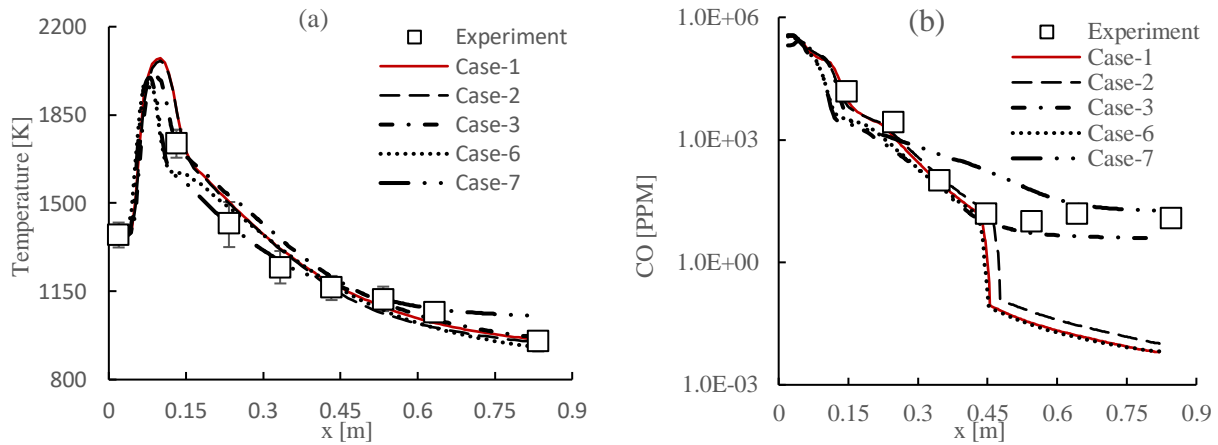 (a)
2200
1850
1500
1150
800
Temperature [K]
0
0.15
0.3
0.45
0.6
0.75
0.9
x [m]
Experiment
Case-1
Case-2
Case-3
Case-6
Case-7
(b)
1.0E+06
1.0E+03
1.0E+00
1.0E-03
CO [PPM]
0
0.15
0.3
0.45
0.6
0.75
0.9
x [m]
Experiment
Case-1
Case-2
Case-3
Case-6
Case-7